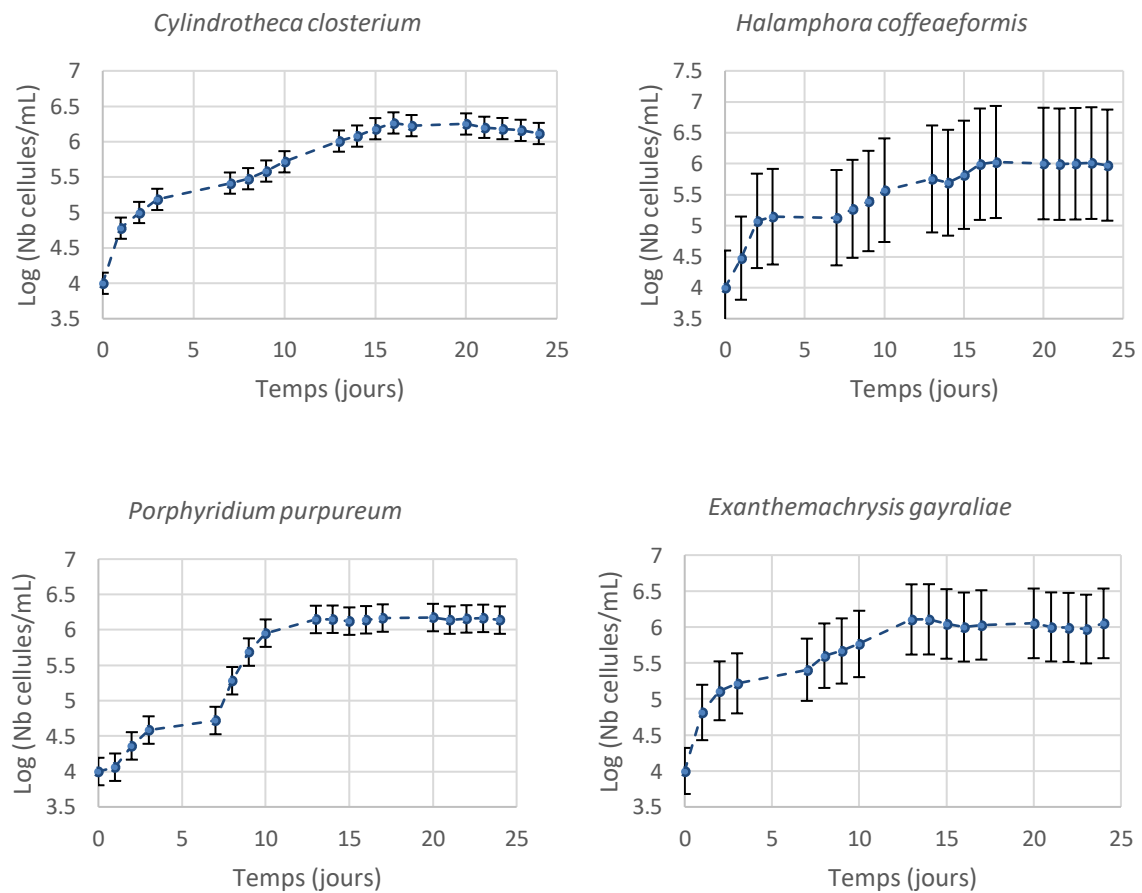 Cylindrotheca closterium
Log (Nb cellules/mL)
7
6.5
6
5.5
5
4.5
4
3.5
0 5 10 15 20 25
Temps (jours)
Halamphora coffeaeformis
Log (Nb cellules/mL)
7.5
7
6.5
6
5.5
5
4.5
4
3.5
0 5 10 15 20 25
Temps (jours)
Porphyridium purpureum
Log (Nb cellules/mL)
7
6.5
6
5.5
5
4.5
4
3.5
0 5 10 15 20 25
Temps (jours)
Exanthemachrysis gayraliae
Log (Nb cellules/mL)
7
6.5
6
5.5
5
4.5
4
3.5
0 5 10 15 20 25
Temps (jours)